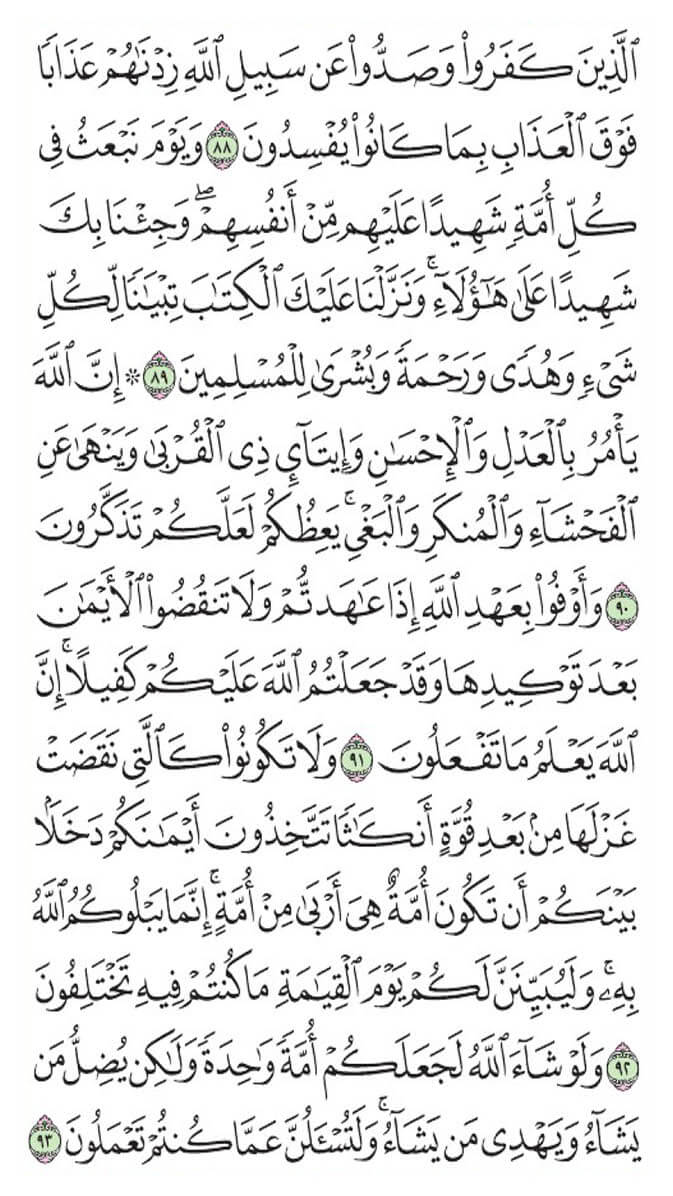 ٱلَّذِينَ كَفَرُوا۟ وَصَدُّوا۟ عَن سَبِيلِ ٱللَّهِ زِدْنَـٰهُمْ عَذَابًا
فَوْقَ ٱلْعَذَابِ بِمَا كَانُوا۟ يُفْسِدُونَ ٨٨ وَيَوْمَ نَبْعَثُ فِى
كُلِّ أُمَّةٍ شَهِيدًا عَلَيْهِم مِّنْ أَنفُسِهِمْ ۖ وَجِئْنَا بِكَ
شَهِيدًا عَلَىٰ هَـٰٓؤُلَآءِ ۚ وَنَزَّلْنَا عَلَيْكَ ٱلْكِتَـٰبَ تِبْيَـٰنًا لِّكُلِّ
شَىْءٍ وَهُدًى وَرَحْمَةً وَبُشْرَىٰ لِلْمُسْلِمِينَ ٨٩ * إِنَّ ٱللَّهَ
يَأْمُرُ بِٱلْعَدْلِ وَٱلْإِحْسَـٰنِ وَإِيتَآئِ ذِى ٱلْقُرْبَىٰ وَيَنْهَىٰ عَنِ
ٱلْفَحْشَآءِ وَٱلْمُنكَرِ وَٱلْبَغْىِ ۚ يَعِظُكُمْ لَعَلَّكُمْ تَذَكَّرُونَ
٩٠ وَأَوْفُوا۟ بِعَهْدِ ٱللَّهِ إِذَا عَـٰهَدتُّمْ وَلَا تَنقُضُوا۟ ٱلْأَيْمَـٰنَ
بَعْدَ تَوْكِيدِهَا وَقَدْ جَعَلْتُمُ ٱللَّهَ عَلَيْكُمْ كَفِيلًا ۚ إِنَّ
ٱللَّهَ يَعْلَمُ مَا تَفْعَلُونَ ٩١ وَلَا تَكُونُوا۟ كَٱلَّتِى نَقَضَتْ
غَزْلَهَا مِنۢ بَعْدِ قُوَّةٍ أَنكَـٰثًا تَتَّخِذُونَ أَيْمَـٰنَكُمْ دَخَلًۢا
بَيْنَكُمْ أَن تَكُونَ أُمَّةٌ هِىَ أَرْبَىٰ مِنْ أُمَّةٍ ۚ إِنَّمَا يَبْلُوكُمُ ٱللَّهُ
بِهِۦ ۚ وَلَيُبَيِّنَنَّ لَكُمْ يَوْمَ ٱلْقِيَـٰمَةِ مَا كُنتُمْ فِيهِ تَخْتَلِفُونَ
٩٢ وَلَوْ شَآءَ ٱللَّهُ لَجَعَلَكُمْ أُمَّةً وَٰحِدَةً وَلَـٰكِن يُضِلُّ مَن
يَشَآءُ وَيَهْدِى مَن يَشَآءُ ۚ وَلَتُسْـَٔلُنَّ عَمَّا كُنتُمْ تَعْمَلُونَ ٩٣